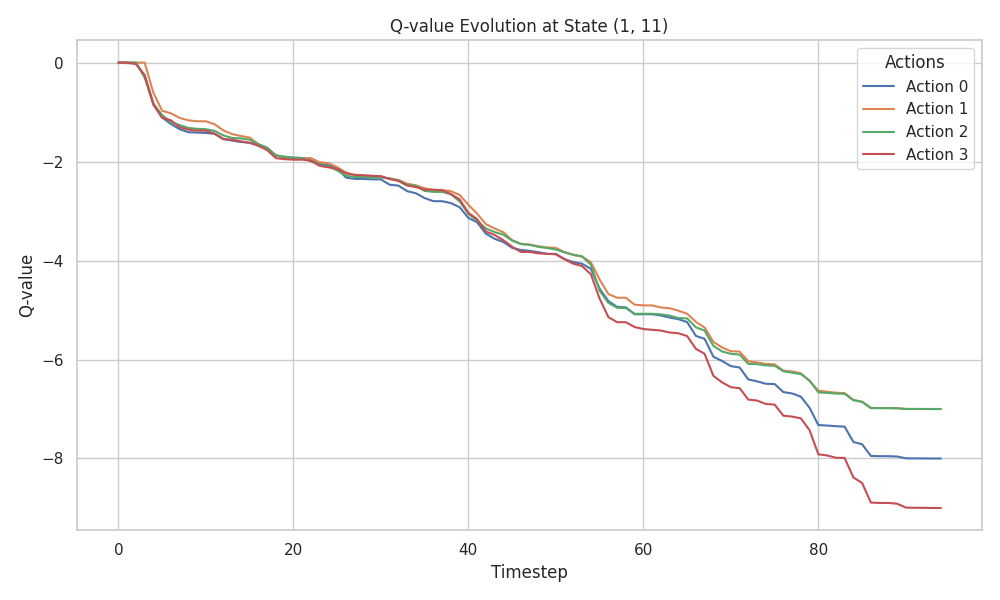 Q-value Evolution at State (1, 11)
Actions
Action 0
Action 1
Action 2
Action 3
Q-value
0
−2
−4
−6
−8
0 20 40 60 80
Timestep